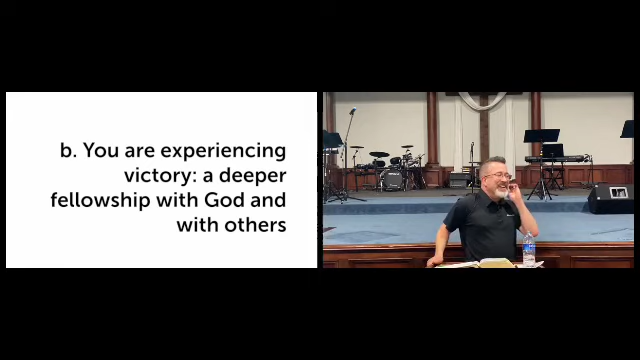 b. You are experiencing
victory: a deeper
fellowship with God and
with others